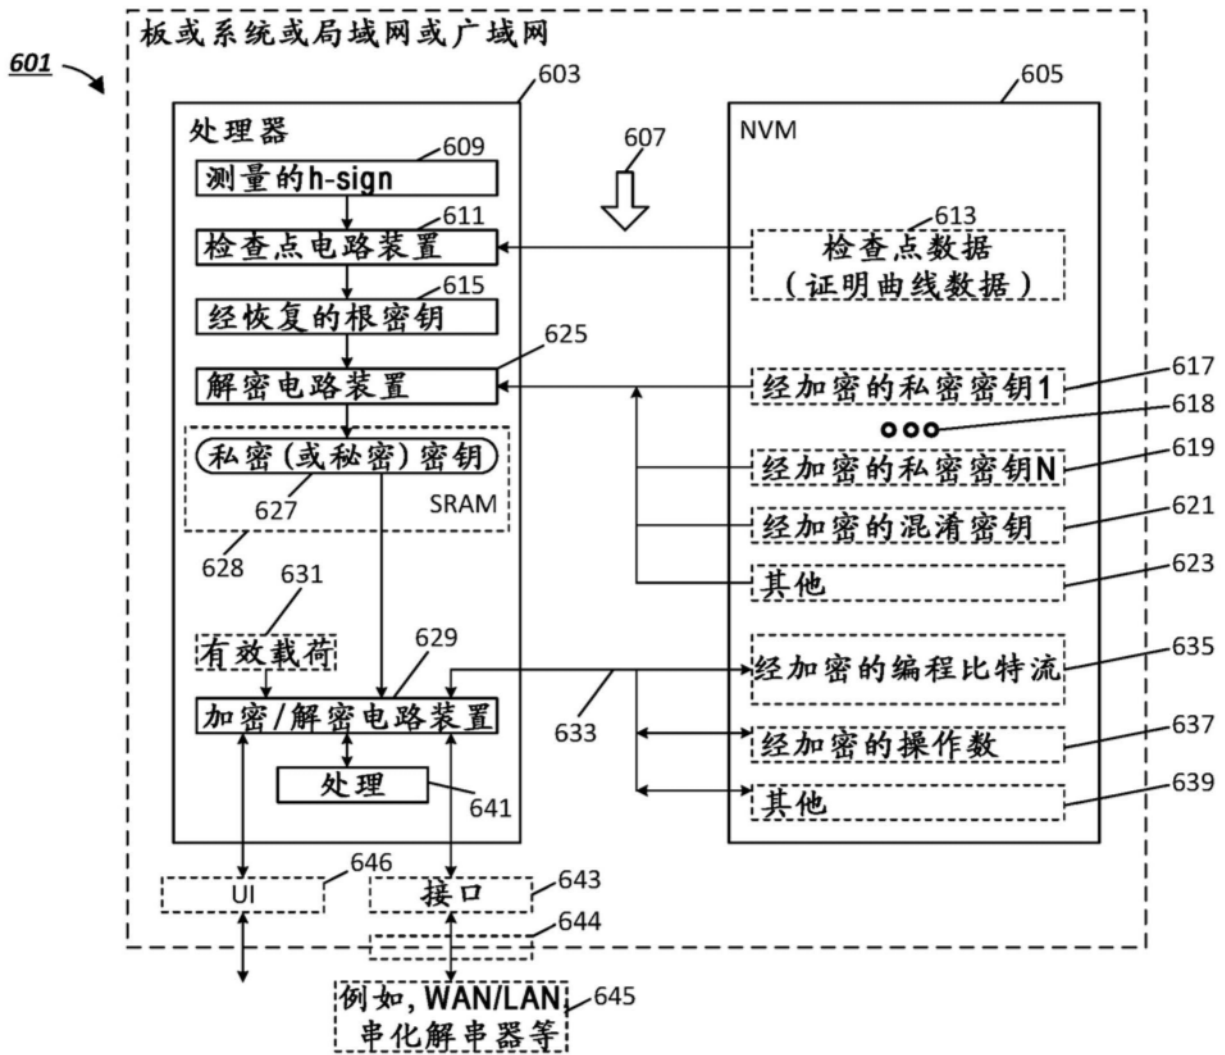 板或系统或局域网或广域网
601
603
605
处理器
NVM
607
609
测量的h-sign
611
613
检查点电路装置
检查点数据
(证明曲线数据)
615
经恢复的根密钥
625
解密电路装置
经加密的私密密钥1
617
618
私密(或秘密)密钥
经加密的私密密钥N
619
627
SRAM
经加密的混淆密钥
621
628
631
其他
623
有效载荷
629
经加密的编程比特流
635
加密/解密电路装置
633
经加密的操作数
637
处理
641
其他
639
646
UI
接口
643
644
例如, WAN/LAN,
串化解串器等
645